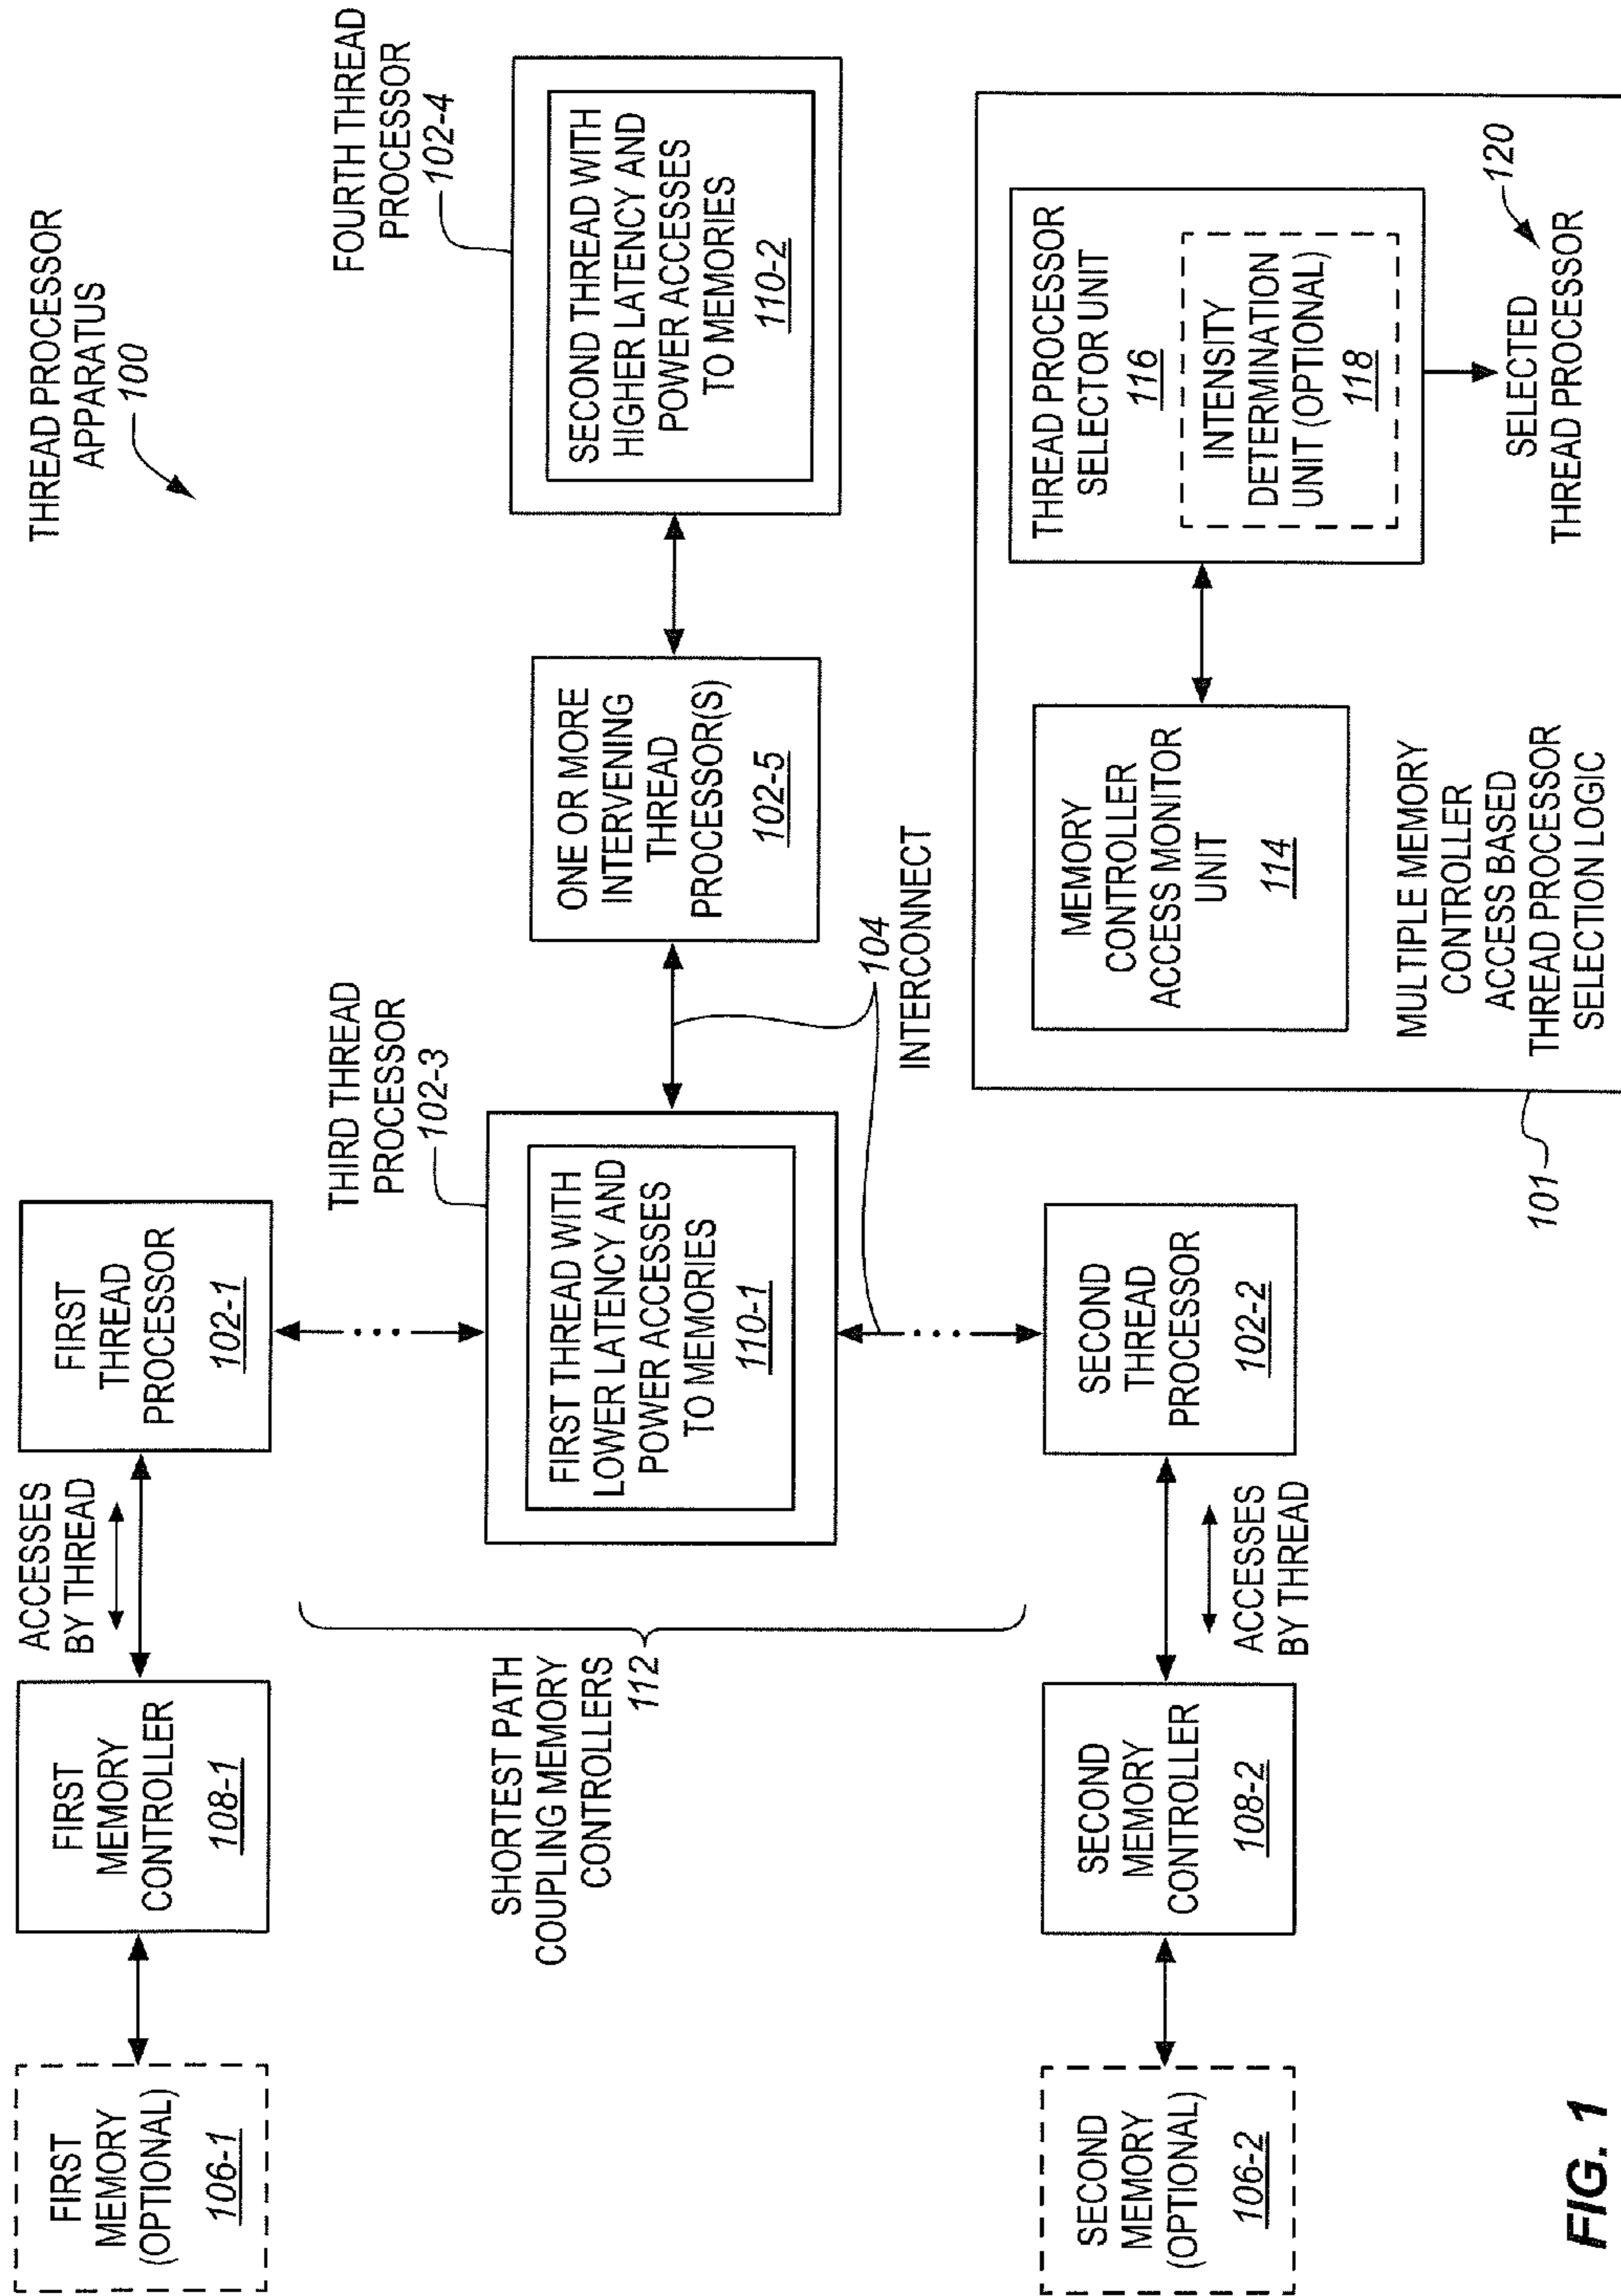 THREAD PROCESSOR
APPARATUS
100
FIRST
MEMORY
(OPTIONAL)
106-1
FIRST
MEMORY
CONTROLLER
108-1
ACCESSES
BY THREAD
FIRST
THREAD
PROCESSOR
102-1
SHORTEST PATH
COUPLING MEMORY
CONTROLLERS
112
THIRD THREAD
PROCESSOR
102-3
FIRST THREAD WITH
LOWER LATENCY AND
POWER ACCESSES
TO MEMORIES
110-1
ONE OR MORE
INTERVENING
THREAD
PROCESSOR(S)
102-5
FOURTH THREAD
PROCESSOR
102-4
SECOND THREAD WITH
HIGHER LATENCY AND
POWER ACCESSES
TO MEMORIES
110-2
104
INTERCONNECT
SECOND
MEMORY
(OPTIONAL)
106-2
SECOND
MEMORY
CONTROLLER
108-2
ACCESSES
BY THREAD
SECOND
THREAD
PROCESSOR
102-2
101
MEMORY
CONTROLLER
ACCESS MONITOR
UNIT
114
THREAD PROCESSOR
SELECTOR UNIT
116
INTENSITY
DETERMINATION
UNIT (OPTIONAL)
118
MULTIPLE MEMORY
CONTROLLER
ACCESS BASED
THREAD PROCESSOR
SELECTION LOGIC
SELECTED
THREAD PROCESSOR
120
FIG. 1